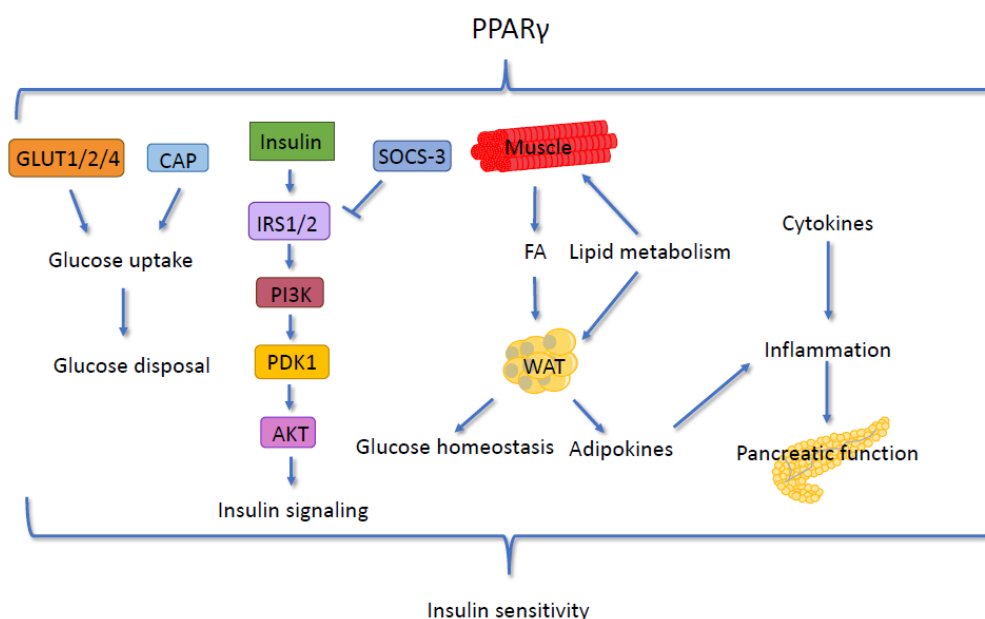 PPARγ
GLUT1/2/4
CAP
Glucose uptake
Glucose disposal
Insulin
SOCS-3
IRS1/2
PI3K
PDK1
AKT
Insulin signaling
Muscle
FA
Lipid metabolism
WAT
Glucose homeostasis
Adipokines
Cytokines
Inflammation
Pancreatic function
Insulin sensitivity